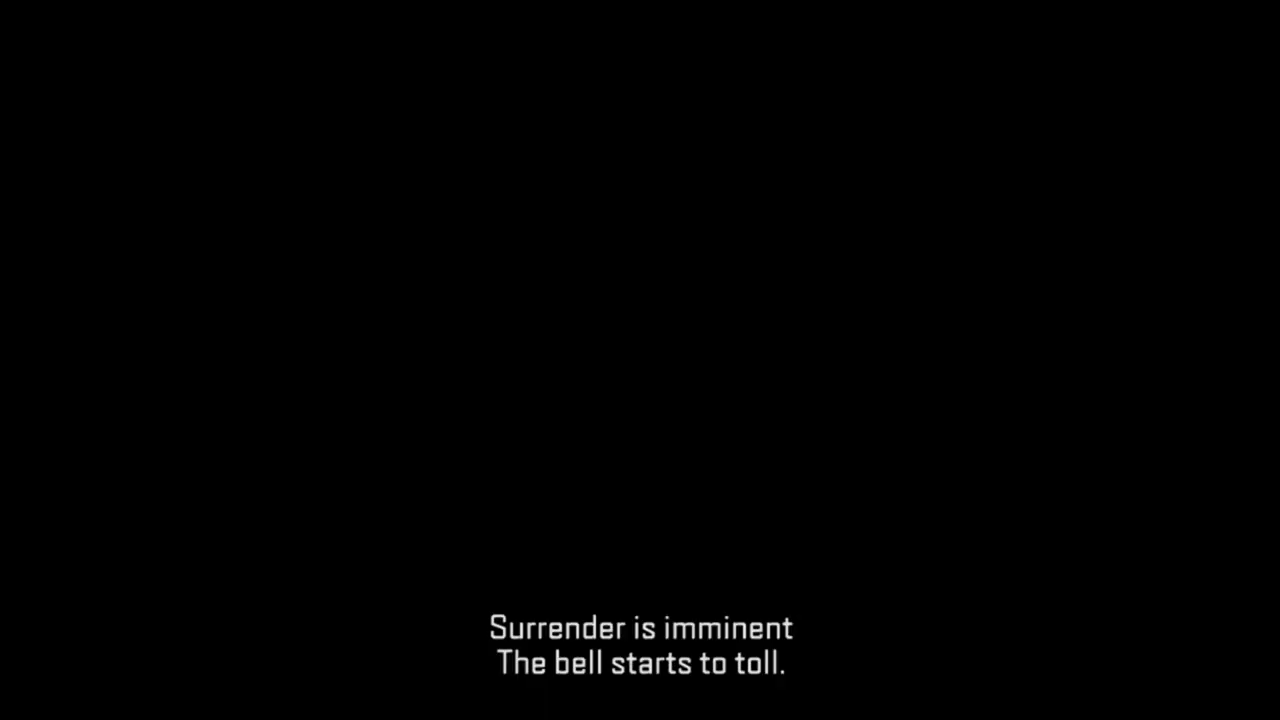 Surrender is imminent
The bell starts to toll.